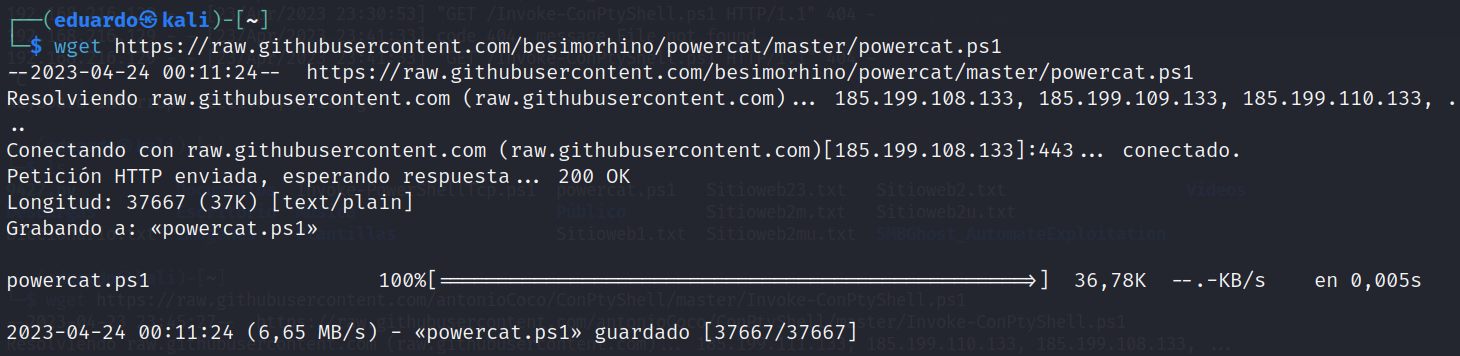 ┌──(eduardo㉿kali)-[~]
└─$ wget https://raw.githubusercontent.com/besimorhino/powercat/master/powercat.ps1
--2023-04-24 00:11:24--  https://raw.githubusercontent.com/besimorhino/powercat/master/powercat.ps1
Resolviendo raw.githubusercontent.com (raw.githubusercontent.com)... 185.199.108.133, 185.199.109.133, 185.199.110.133, .
..
Conectando con raw.githubusercontent.com (raw.githubusercontent.com)[185.199.108.133]:443... conectado.
Petición HTTP enviada, esperando respuesta... 200 OK
Longitud: 37667 (37K) [text/plain]
Grabando a: «powercat.ps1»
powercat.ps1 100%[===================================================>] 36,78K --.-KB/s en 0,005s
2023-04-24 00:11:24 (6,65 MB/s) - «powercat.ps1» guardado [37667/37667]